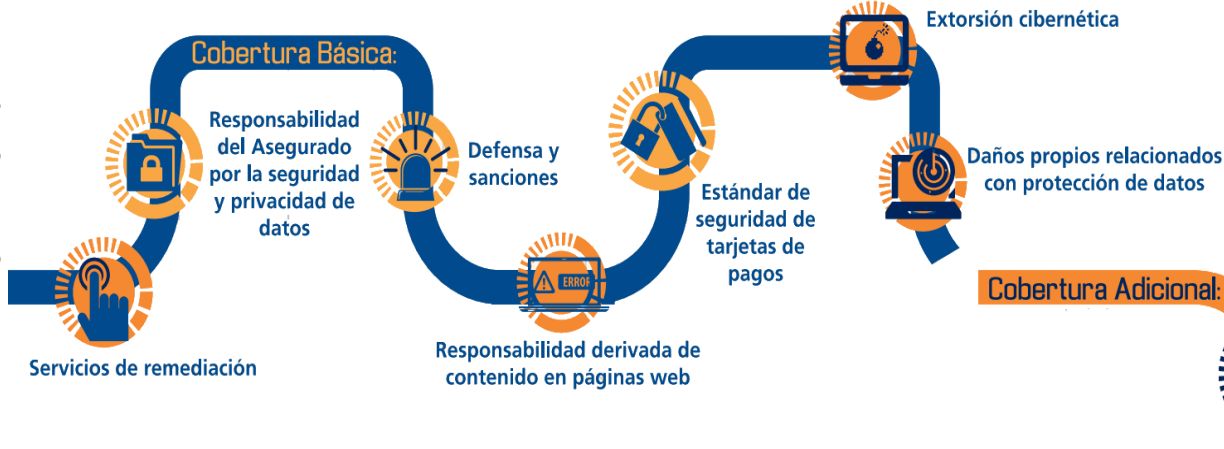 Cobertura Básica:
Servicios de remediación
Responsabilidad
del Asegurado
por la seguridad
y privacidad de
datos
Defensa y
sanciones
ERROR
Responsabilidad derivada de
contenido en páginas web
Estándar de
seguridad de
tarjetas de
pagos
Extorsión cibernética
Daños propios relacionados
con protección de datos
Cobertura Adicional: